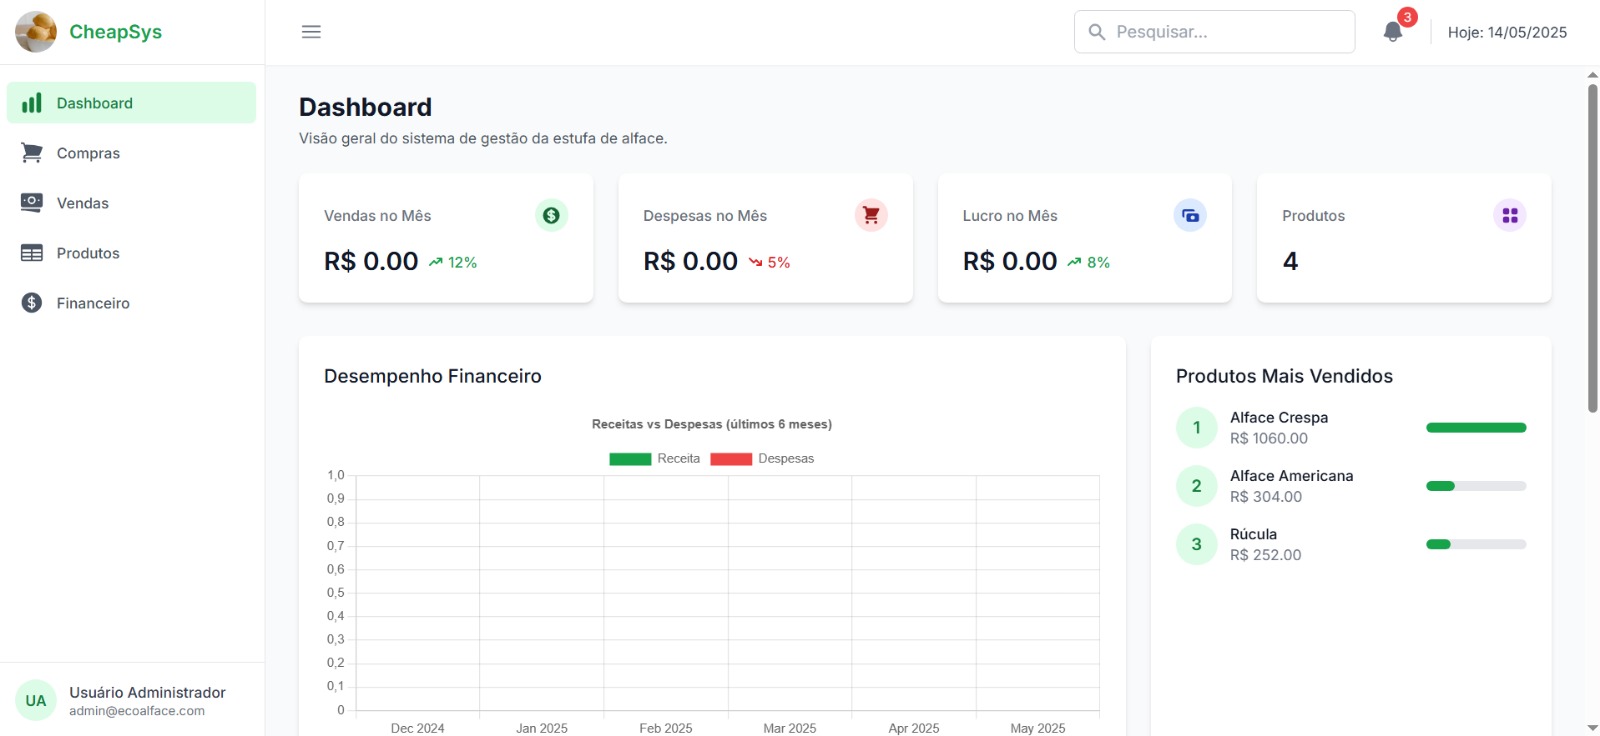 CheapSys
Pesquisar...
3
Hoje: 14/05/2025
Dashboard
Compras
Vendas
Produtos
Financeiro
UA
Usuário Administrador
admin@ecoalface.com
Dashboard
Visão geral do sistema de gestão da estufa de alface.
Vendas no Mês
R$ 0.00 12%
Despesas no Mês
R$ 0.00 5%
Lucro no Mês
R$ 0.00 8%
Produtos
4
Desempenho Financeiro
Receitas vs Despesas (últimos 6 meses)
Receita Despesas
1,0
0,9
0,8
0,7
0,6
0,5
0,4
0,3
0,2
0,1
0
Dec 2024 Jan 2025 Feb 2025 Mar 2025 Apr 2025 May 2025
Produtos Mais Vendidos
1
Alface Crespa
R$ 1060.00
2
Alface Americana
R$ 304.00
3
Rúcula
R$ 252.00